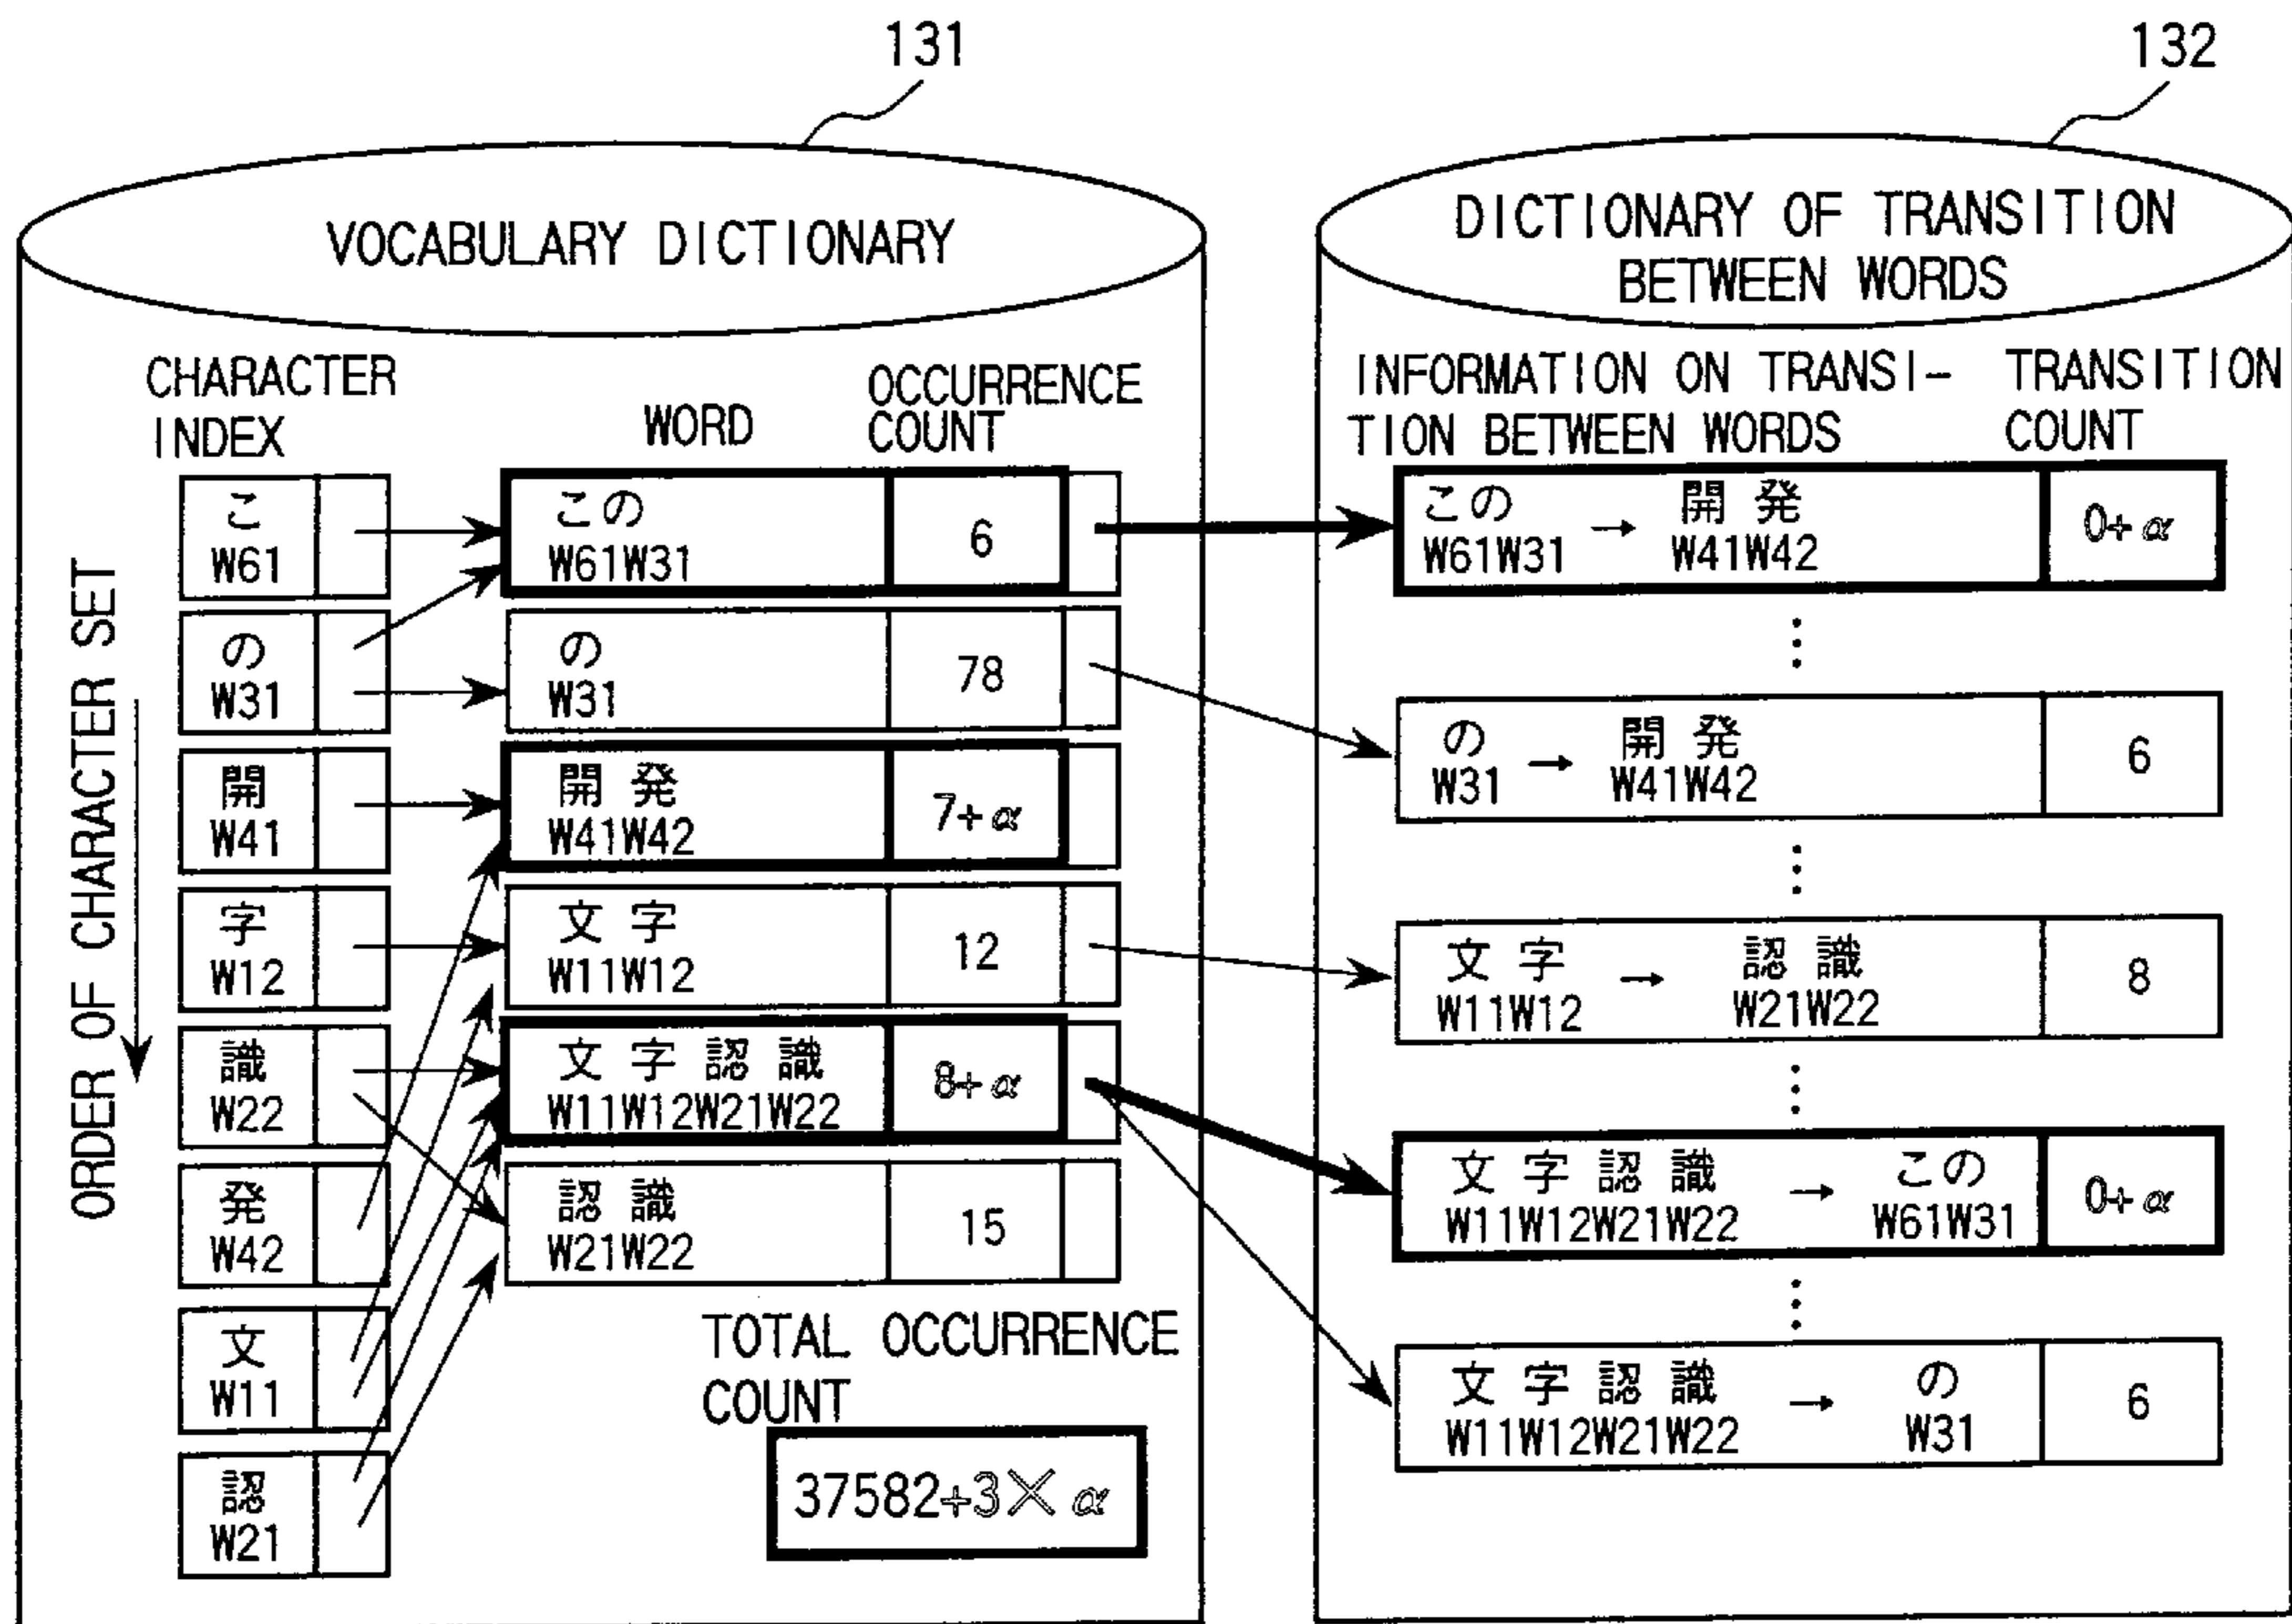 131
132
VOCABULARY DICTIONARY
DICTIONARY OF TRANSITION
BETWEEN WORDS
ORDER OF CHARACTER SET
CHARACTER
INDEX
WORD
OCCURRENCE
COUNT
こ
W61
の
W31
開
W41
字
W12
識
W22
発
W42
文
W11
認
W21
この
W61W31
6
の
W31
78
開発
W41W42
7+α
文字
W11W12
12
文字認識
W11W12W21W22
8+α
認識
W21W22
15
TOTAL OCCURRENCE
COUNT
37582+3×α
INFORMATION ON TRANSI-
TION BETWEEN WORDS
TRANSITION
COUNT
この → 開発
W61W31 W41W42
0+α
の → 開発
W31 W41W42
6
文字 → 認識
W11W12 W21W22
8
文字認識 → この
W11W12W21W22 W61W31
0+α
文字認識 → の
W11W12W21W22 W31
6